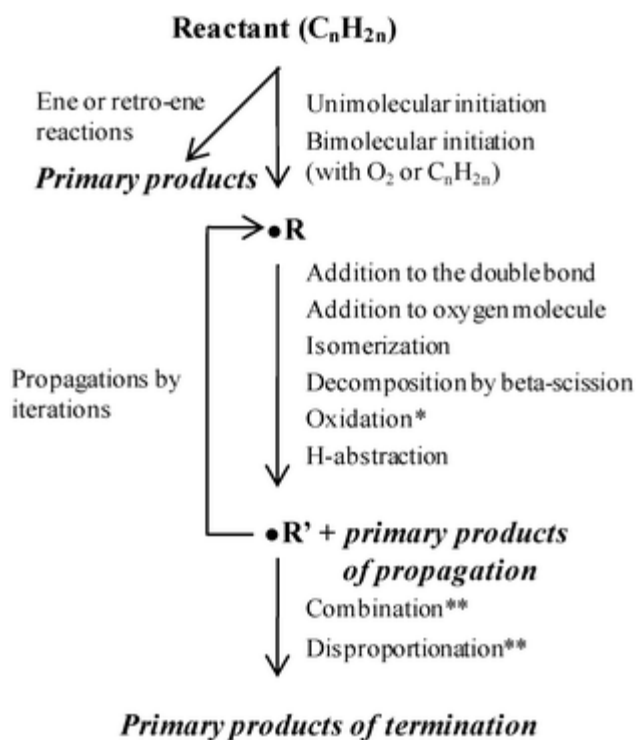 Reactant (CₙH₂ₙ)
Ene or retro-ene
reactions
Primary products
Unimolecular initiation
Bimolecular initiation
(with O₂ or CₙH₂ₙ)
●R
Addition to the double bond
Addition to oxygen molecule
Isomerization
Decomposition by beta-scission
Oxidation*
H-abstraction
Propagations by
iterations
●R’ + primary products
of propagation
Combination**
Disproportionation**
Primary products of termination